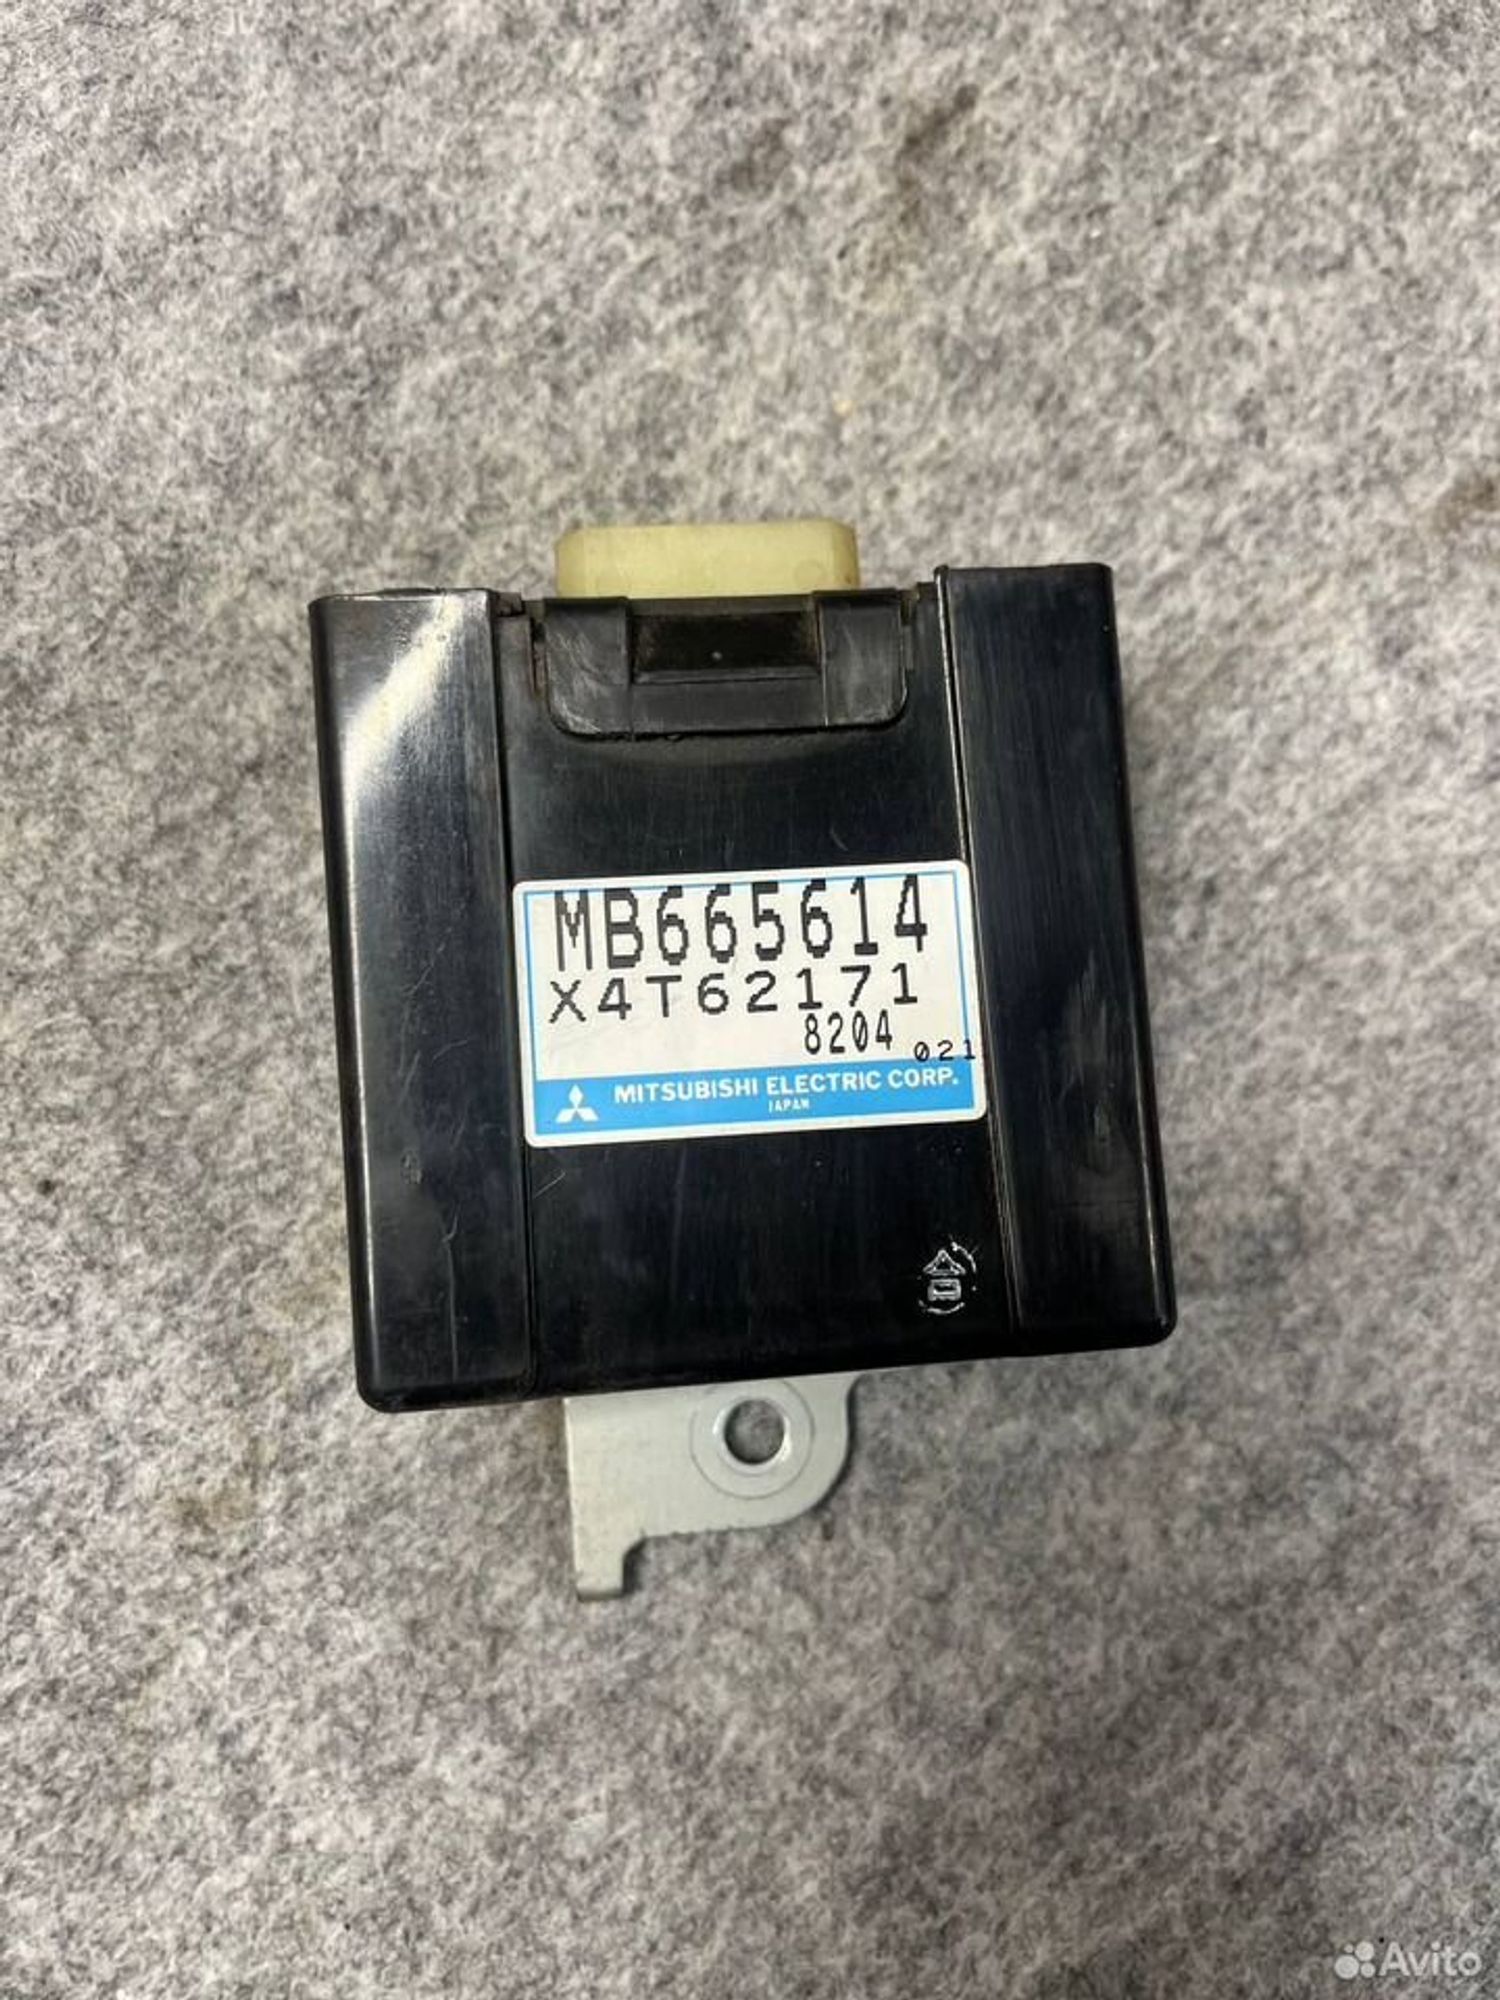 MB665614
X4T62171
8204 021
MITSUBISHI ELECTRIC CORP.
JAPAN
Avito